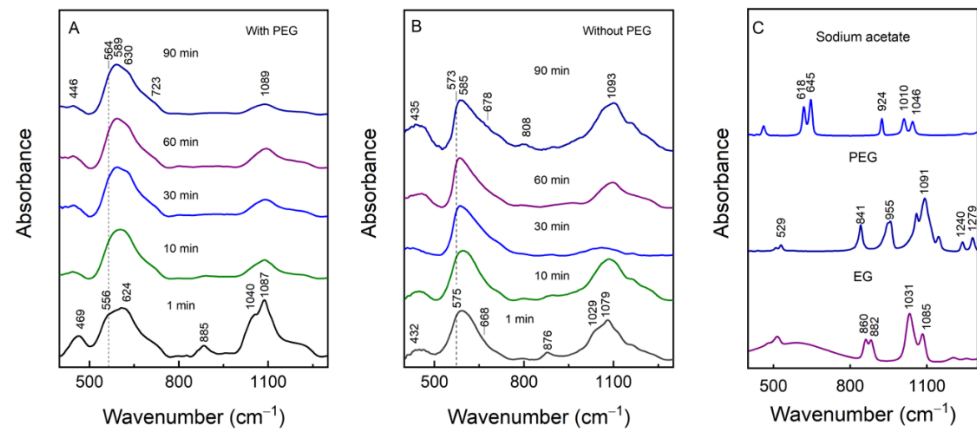 A
With PEG
90 min
564
589
630
723
446
1089
60 min
30 min
10 min
1 min
556
624
469
885
1040
1087
500
800
1100
Wavenumber (cm⁻¹)
Absorbance
B
Without PEG
90 min
573
585
678
808
435
1093
60 min
30 min
10 min
1 min
575
668
432
876
1029
1079
500
800
1100
Wavenumber (cm⁻¹)
Absorbance
C
Sodium acetate
618
645
924
1010
1046
PEG
529
841
955
1091
1240
1279
EG
860
882
1031
1085
500
800
1100
Wavenumber (cm⁻¹)
Absorbance